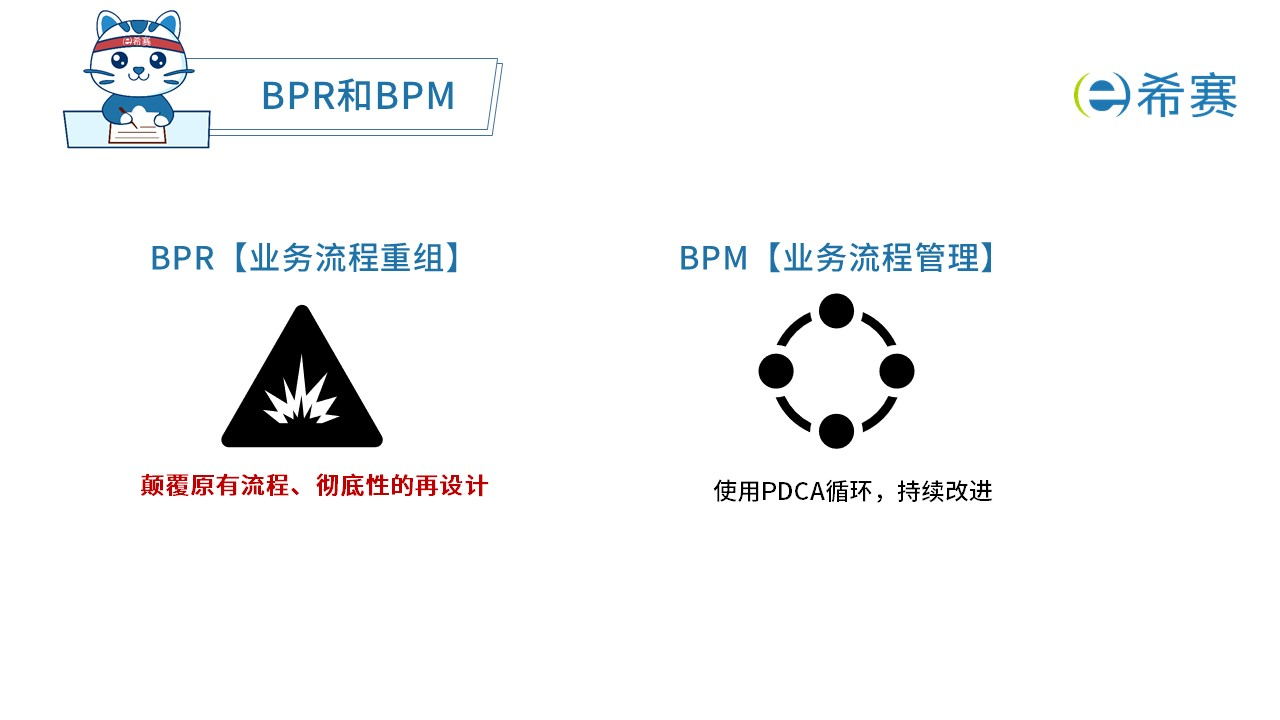 希赛
BPR和BPM
希赛
BPR【业务流程重组】
BPM【业务流程管理】
颠覆原有流程、彻底性的再设计
使用PDCA循环，持续改进